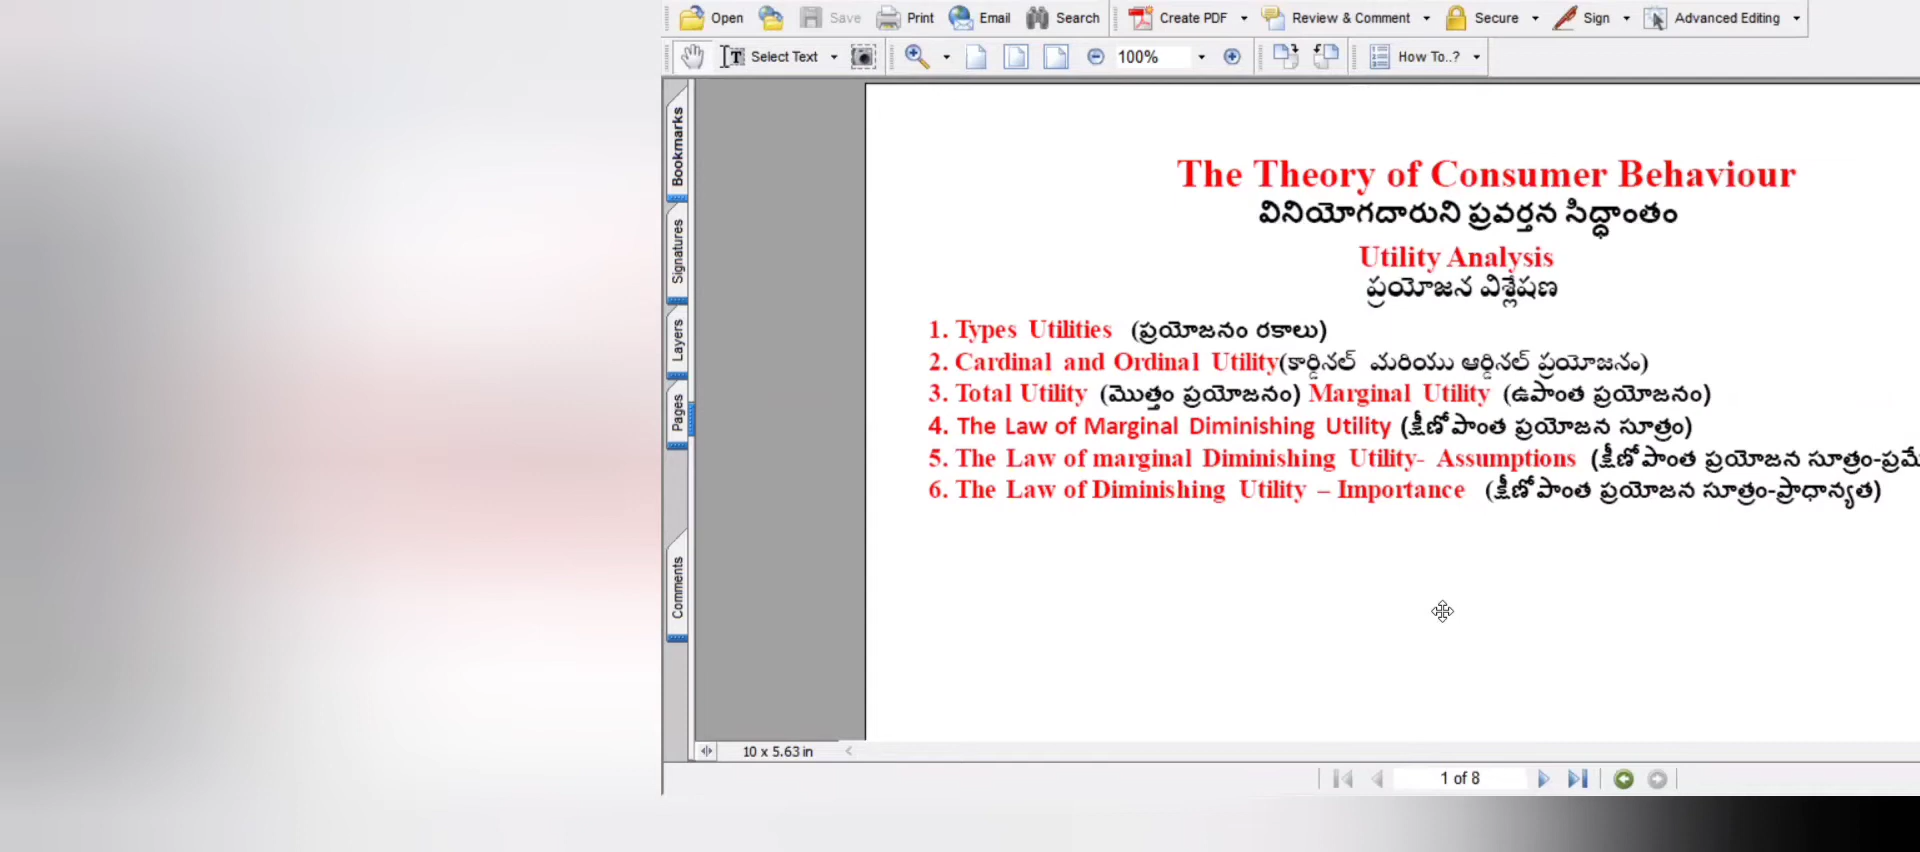 Open Save Print Email Search Create PDF Review & Comment Secure Sign Advanced Editing
Select Text 100% How To..?
Bookmarks
Signatures
Layers
Pages
Comments
The Theory of Consumer Behaviour
వినియోగదారుని ప్రవర్తన సిద్ధాంతం
Utility Analysis
ప్రయోజన విశ్లేషణ
1. Types Utilities (ప్రయోజనం రకాలు)
2. Cardinal and Ordinal Utility(కార్డినల్ మరియు ఆర్డినల్ ప్రయోజనం)
3. Total Utility (మొత్తం ప్రయోజనం) Marginal Utility (ఉపాంత ప్రయోజనం)
4. The Law of Marginal Diminishing Utility (క్షీణోపాంత ప్రయోజన సూత్రం)
5. The Law of marginal Diminishing Utility- Assumptions (క్షీణోపాంత ప్రయోజన సూత్రం-
6. The Law of Diminishing Utility – Importance (క్షీణోపాంత ప్రయోజన సూత్రం-ప్రాధాన్యత)
10 x 5.63 in
1 of 8